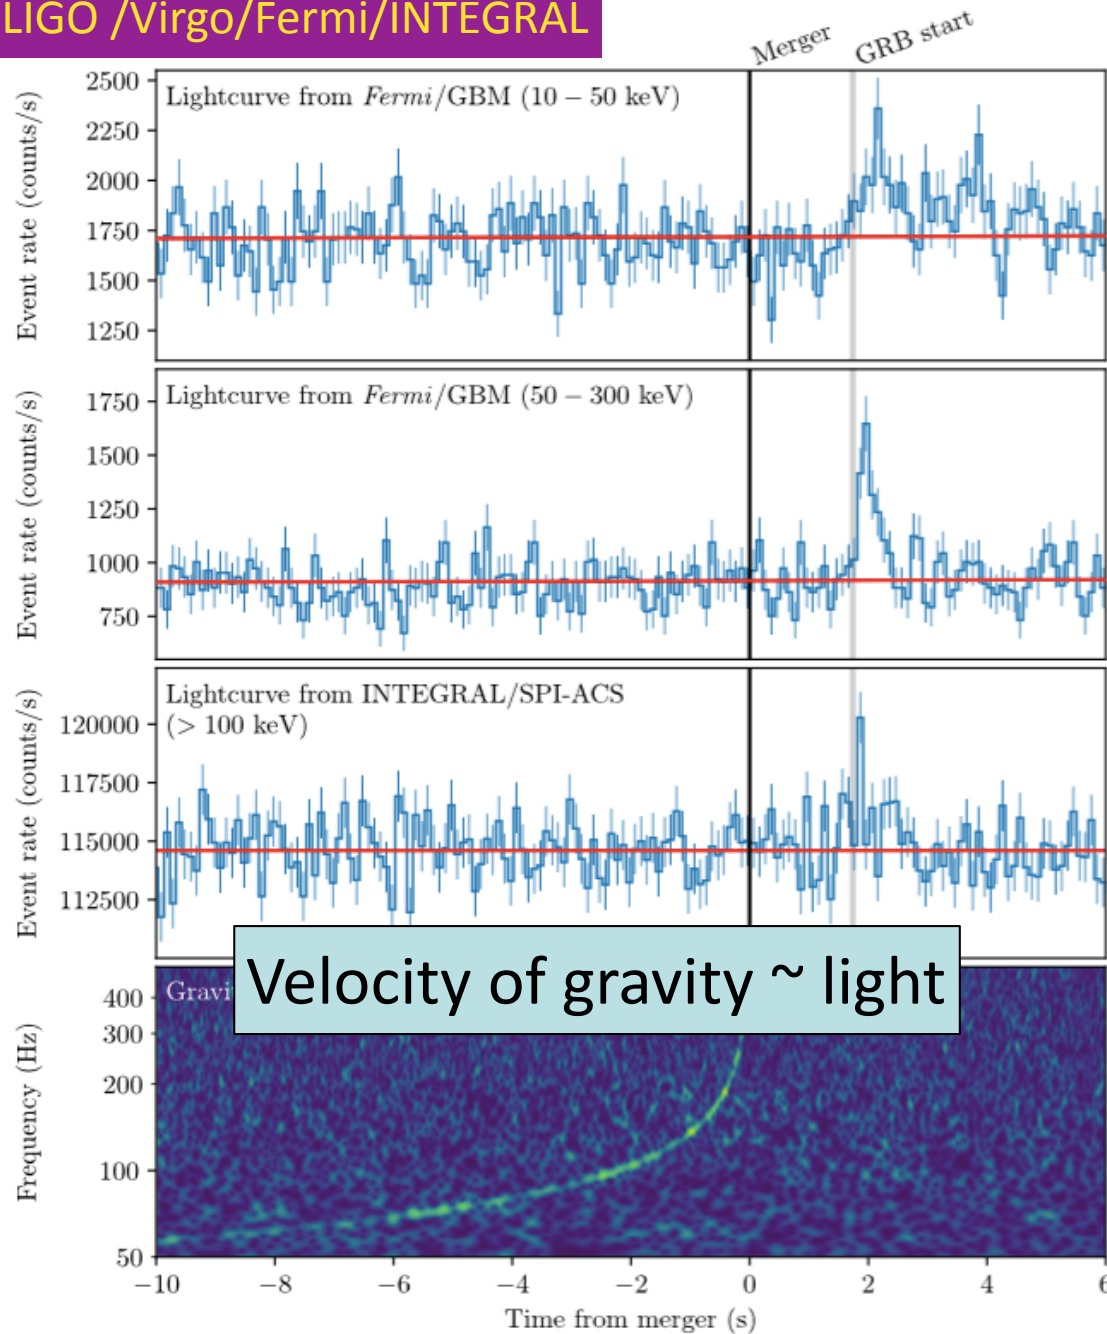 LIGO /Virgo/Fermi/INTEGRAL
Merger
GRB start
Event rate (counts/s)
2500
2250
2000
1750
1500
1250
Lightcurve from Fermi/GBM (10 – 50 keV)
Event rate (counts/s)
1750
1500
1250
1000
750
Lightcurve from Fermi/GBM (50 – 300 keV)
Event rate (counts/s)
120000
117500
115000
112500
Lightcurve from INTEGRAL/SPI-ACS
(> 100 keV)
Velocity of gravity ~ light
Frequency (Hz)
400
300
200
100
50
Gravi
−10 −8 −6 −4 −2 0 2 4 6
Time from merger (s)